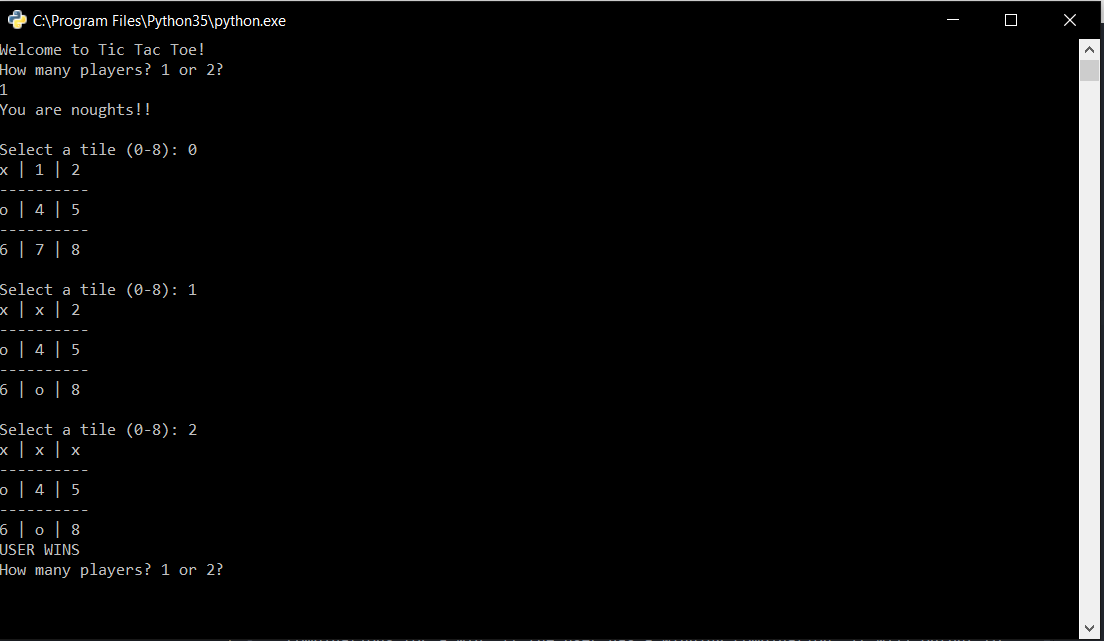 C:\Program Files\Python35\python.exe
Welcome to Tic Tac Toe!
How many players? 1 or 2?
1
You are noughts!!
Select a tile (0-8): 0
x | 1 | 2
----------
o | 4 | 5
----------
6 | 7 | 8
Select a tile (0-8): 1
x | x | 2
----------
o | 4 | 5
----------
6 | o | 8
Select a tile (0-8): 2
x | x | x
----------
o | 4 | 5
----------
6 | o | 8
USER WINS
How many players? 1 or 2?